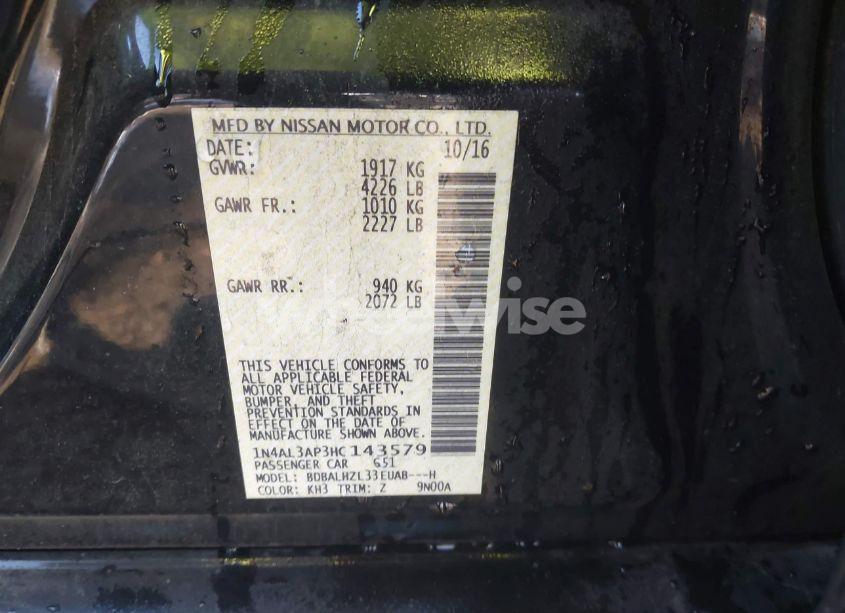 MFD BY NISSAN MOTOR CO., LTD.
DATE: 10/16
GVWR: 1917 KG
4226 LB
GAWR FR.: 1010 KG
2227 LB
GAWR RR.: 940 KG
2072 LB
THIS VEHICLE CONFORMS TO
ALL APPLICABLE FEDERAL
MOTOR VEHICLE SAFETY,
BUMPER, AND THEFT
PREVENTION STANDARDS IN
EFFECT ON THE DATE OF
MANUFACTURE SHOWN ABOVE.
1N4AL3AP3HC143579
PASSENGER CAR G51
MODEL: BDBALHZL33EUAB---H
COLOR: KH3 TRIM: Z 9N00A